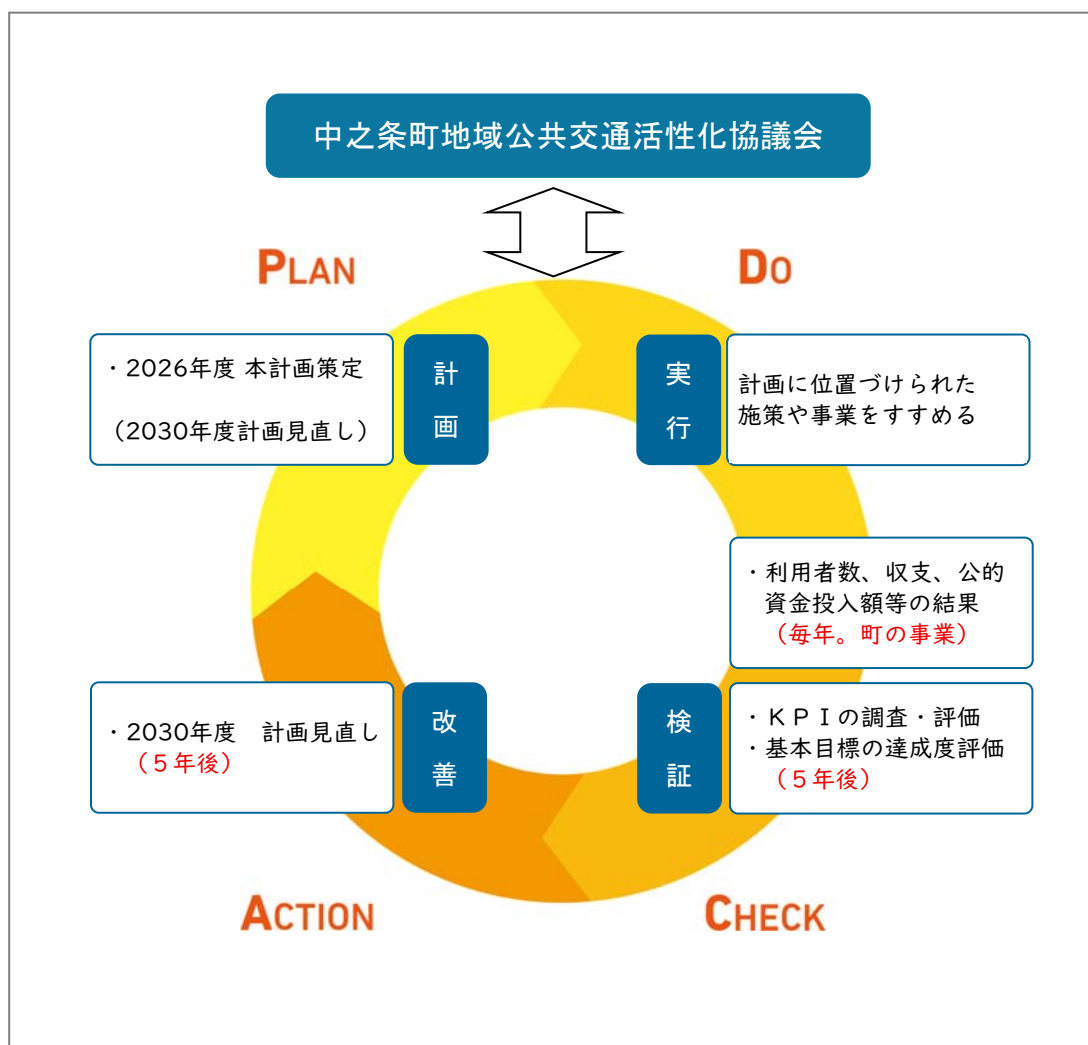 中之条町地域公共交通活性化協議会
PLAN
DO
・2026年度 本計画策定
（2030年度計画見直し）
計
画
実
行
計画に位置づけられた
施策や事業をすすめる
・利用者数、収支、公的
資金投入額等の結果
（毎年。町の事業）
・2030年度　計画見直し
（５年後）
改
善
検
証
・ＫＰＩの調査・評価
・基本目標の達成度評価
（５年後）
ACTION
CHECK